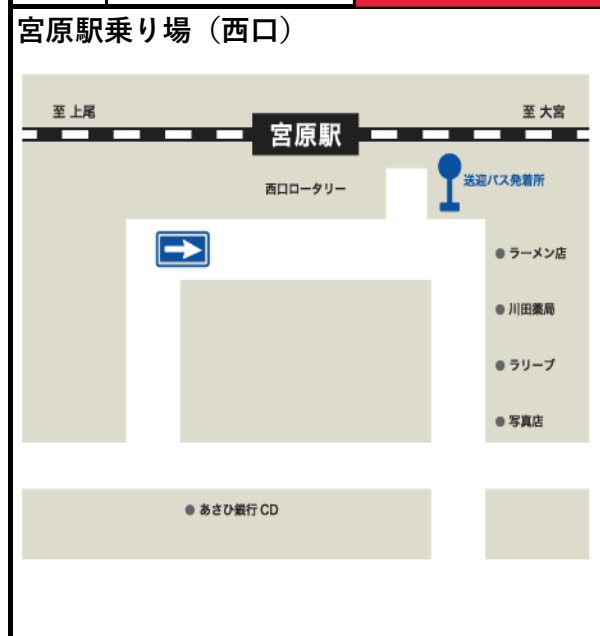 宮原駅乗り場（西口）
至 上尾
至 大宮
宮原駅
西口ロータリー
送迎バス発着所
ラーメン店
川田薬局
ラリーブ
写真店
あさひ銀行 CD